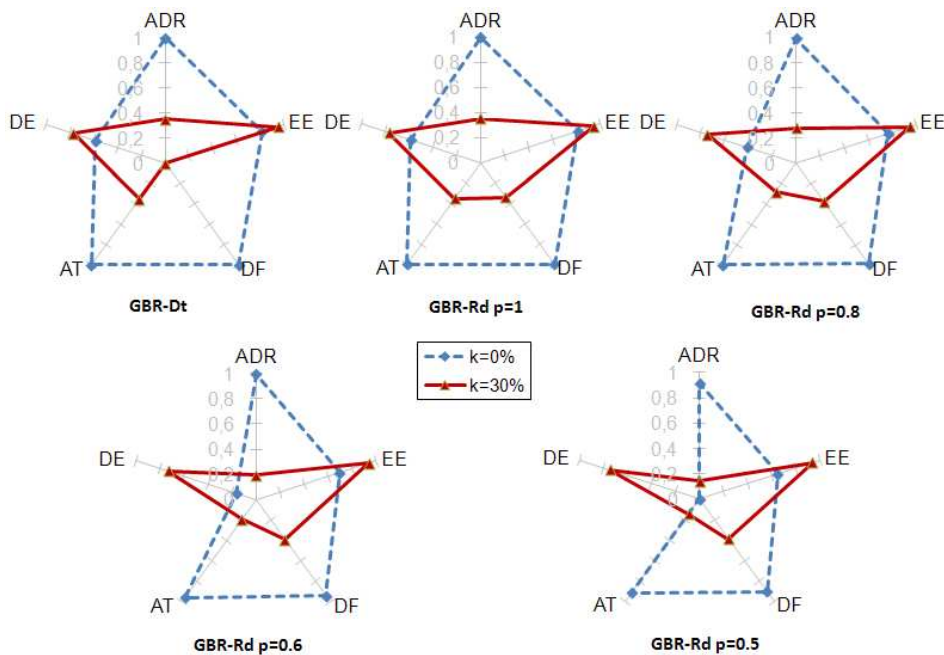 ADR
1
0,8
0,6
0,4
0,2
0
DE
EE
AT
DF
GBR-Dt
ADR
1
0,8
0,6
0,4
0,2
0
DE
EE
AT
DF
GBR-Rd p=1
ADR
1
0,8
0,6
0,4
0,2
0
DE
EE
AT
DF
GBR-Rd p=0.8
k=0%
k=30%
ADR
1
0,8
0,6
0,4
0,2
0
DE
EE
AT
DF
GBR-Rd p=0.6
ADR
1
0,8
0,6
0,4
0,2
0
DE
EE
AT
DF
GBR-Rd p=0.5